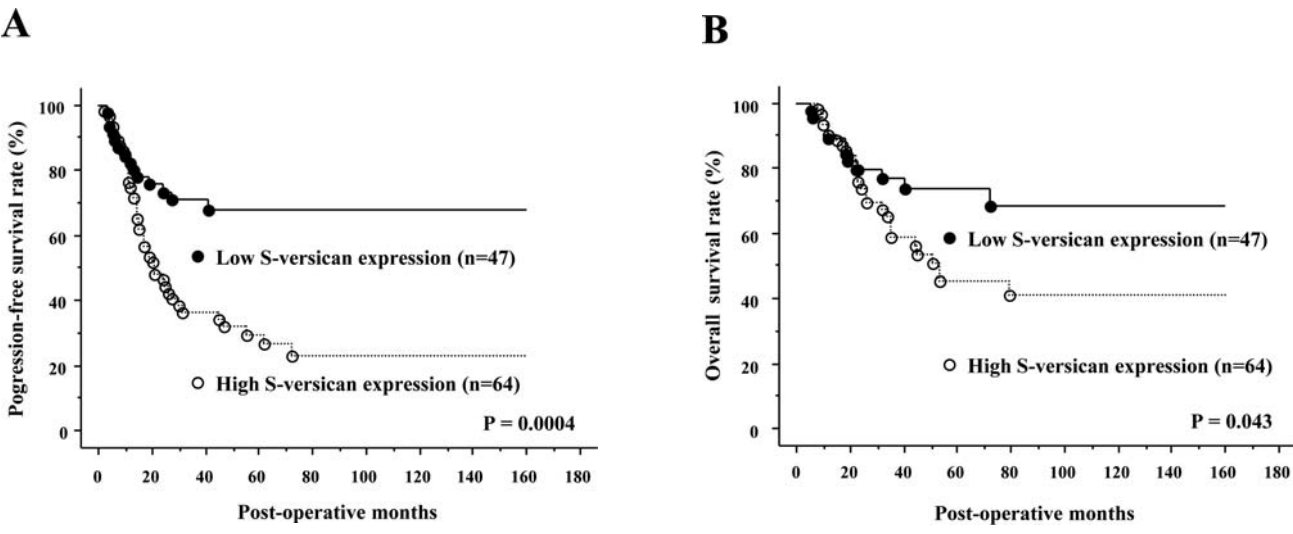 A
Pogression-free survival rate (%)
100
80
60
40
20
0
Low S-versican expression (n=47)
High S-versican expression (n=64)
P = 0.0004
0 20 40 60 80 100 120 140 160 180
Post-operative months
B
Overall survival rate (%)
100
80
60
40
20
0
Low S-versican expression (n=47)
High S-versican expression (n=64)
P = 0.043
0 20 40 60 80 100 120 140 160 180
Post-operative months